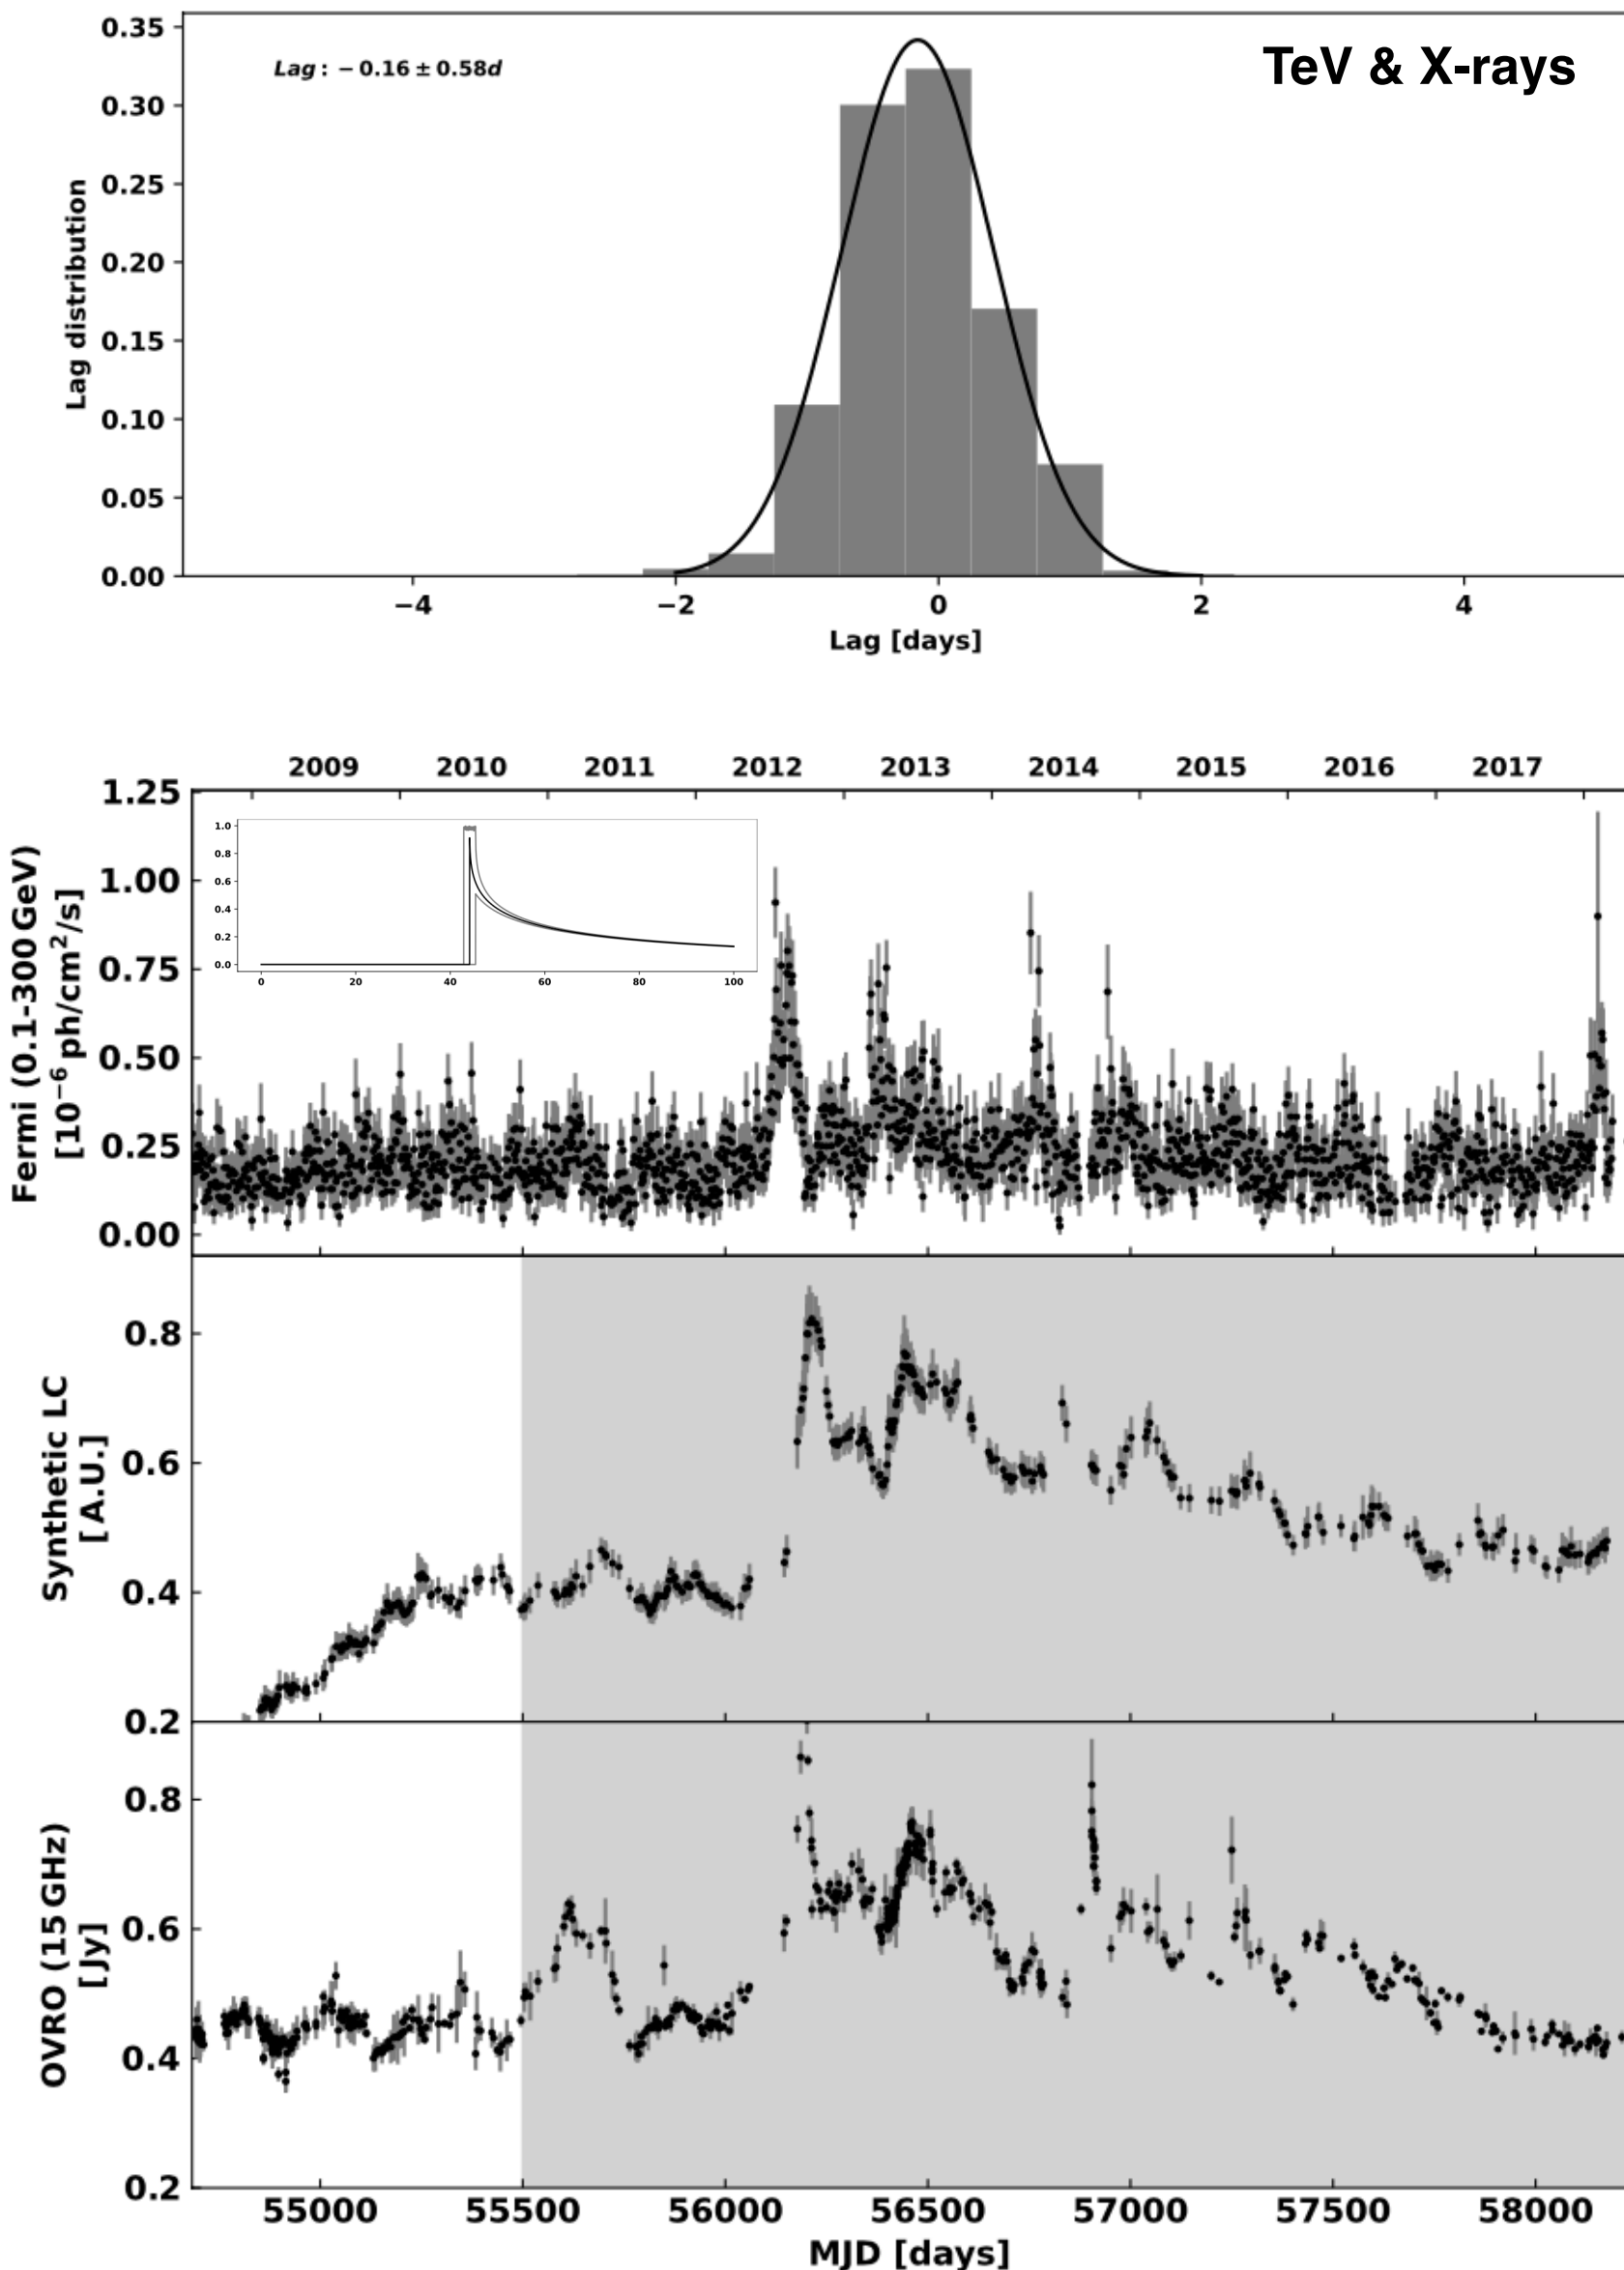 TeV & X-rays
Lag : − 0.16 ± 0.58d
0.35
0.30
0.25
0.20
0.15
0.10
0.05
0.00
Lag distribution
−4 −2 0 2 4
Lag [days]
2009 2010 2011 2012 2013 2014 2015 2016 2017
1.25
1.00
0.75
0.50
0.25
0.00
Fermi (0.1-300 GeV)
[10⁻⁶ph/cm²/s]
1.0
0.8
0.6
0.4
0.2
0.0
0 20 40 60 80 100
0.8
0.6
0.4
0.2
Synthetic LC
[A.U.]
0.8
0.6
0.4
0.2
OVRO (15 GHz)
[Jy]
55000 55500 56000 56500 57000 57500 58000
MJD [days]